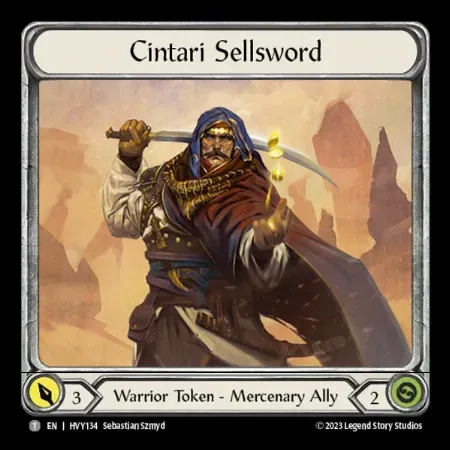 Cintari Sellsword
3 Warrior Token - Mercenary Ally 2
T EN | HVY134 Sebastian Szmyd ©2023 Legend Story Studios